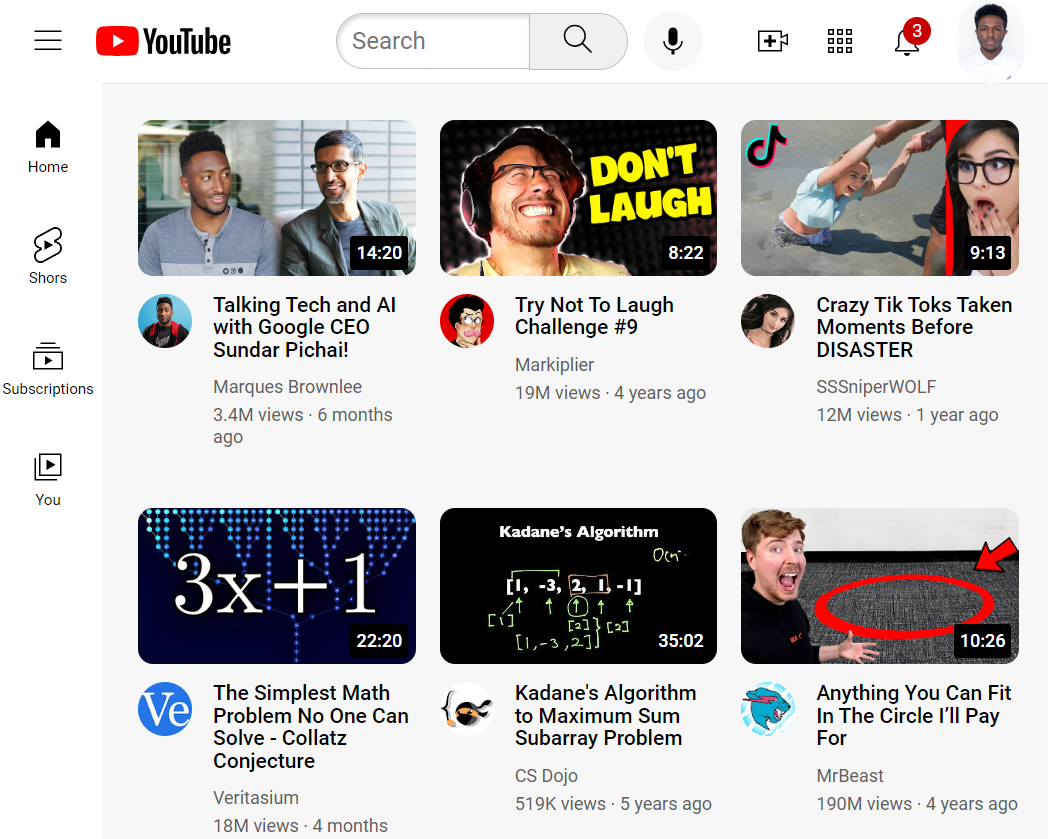 YouTube
Search
3
Home
Shors
Subscriptions
You
14:20
DON'T
LAUGH
8:22
9:13
Talking Tech and AI
with Google CEO
Sundar Pichai!
Marques Brownlee
3.4M views · 6 months
ago
Try Not To Laugh
Challenge #9
Markiplier
19M views · 4 years ago
Crazy Tik Toks Taken
Moments Before
DISASTER
SSSniperWOLF
12M views · 1 year ago
3x+1
22:20
Kadane's Algorithm
[1, -3, 2, 1, -1]
[1]
[2]
[2]
[1,-3,2]
35:02
10:26
Ve
The Simplest Math
Problem No One Can
Solve - Collatz
Conjecture
Veritasium
18M views · 4 months
Kadane's Algorithm
to Maximum Sum
Subarray Problem
CS Dojo
519K views · 5 years ago
Anything You Can Fit
In The Circle I’ll Pay
For
MrBeast
190M views · 4 years ago